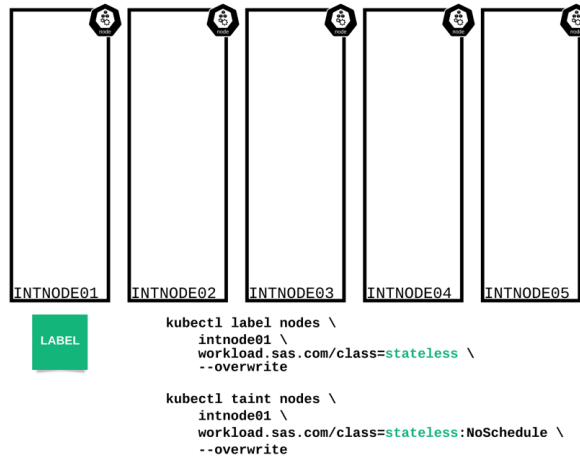 node node node node node
INTNODE01 INTNODE02 INTNODE03 INTNODE04 INTNODE05
LABEL
kubectl label nodes \
intnode01 \
workload.sas.com/class=stateless \
--overwrite
kubectl taint nodes \
intnode01 \
workload.sas.com/class=stateless:NoSchedule \
--overwrite